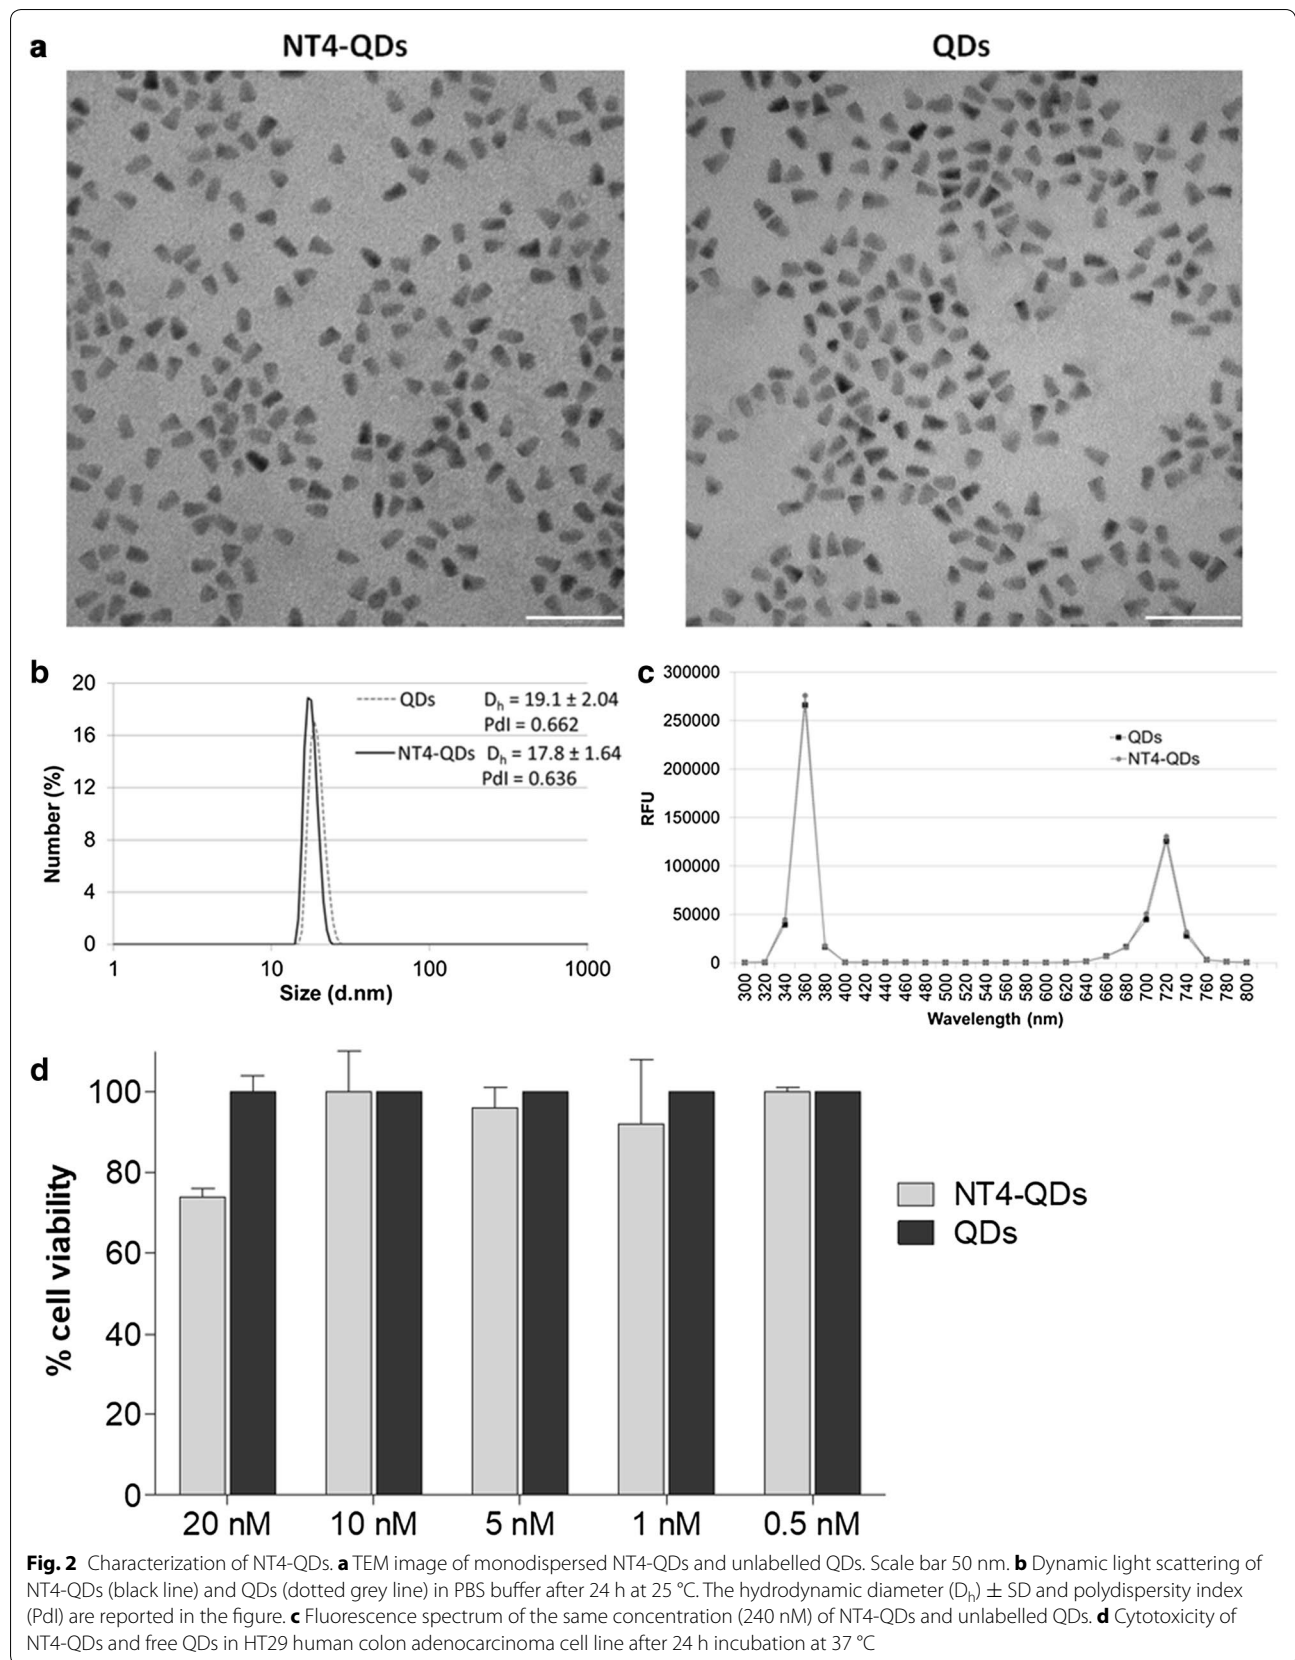 a
NT4-QDs
QDs
b
20
16
12
8
4
0
Number (%)
1
10
100
1000
Size (d.nm)
QDs Dh = 19.1 ± 2.04
PdI = 0.662
NT4-QDs Dh = 17.8 ± 1.64
PdI = 0.636
c
300000
250000
200000
150000
100000
50000
0
RFU
QDs
NT4-QDs
300 320 340 360 380 400 420 440 460 480 500 520 540 560 580 600 620 640 660 680 700 720 740 760 780 800
Wavelength (nm)
d
100
80
60
40
20
0
% cell viability
20 nM 10 nM 5 nM 1 nM 0.5 nM
NT4-QDs
QDs
Fig. 2 Characterization of NT4-QDs. a TEM image of monodispersed NT4-QDs and unlabelled QDs. Scale bar 50 nm. b Dynamic light scattering of
NT4-QDs (black line) and QDs (dotted grey line) in PBS buffer after 24 h at 25 °C. The hydrodynamic diameter (Dh) ± SD and polydispersity index
(PdI) are reported in the figure. c Fluorescence spectrum of the same concentration (240 nM) of NT4-QDs and unlabelled QDs. d Cytotoxicity of
NT4-QDs and free QDs in HT29 human colon adenocarcinoma cell line after 24 h incubation at 37 °C